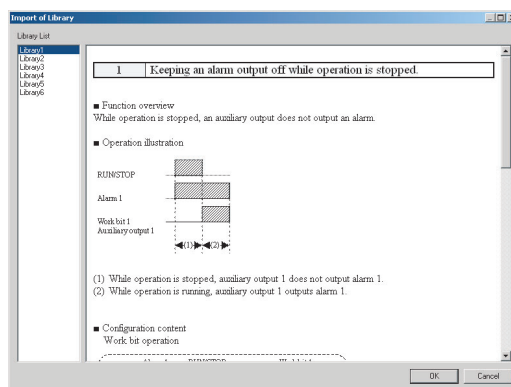 Import of Library
Library List
Library1
Library2
Library3
Library4
Library5
Library6
1 Keeping an alarm output off while operation is stopped.
■ Function overview
While operation is stopped, an auxiliary output does not output an alarm.
■ Operation illustration
RUN/STOP
Alarm 1
Work bit 1
Auxiliary output 1
(1) (2)
(1) While operation is stopped, auxiliary output 1 does not output alarm 1.
(2) While operation is running, auxiliary output 1 outputs alarm 1.
■ Configuration content
Work bit operation
Alarm 1 RUN/STOP Work bit 1
OK Cancel